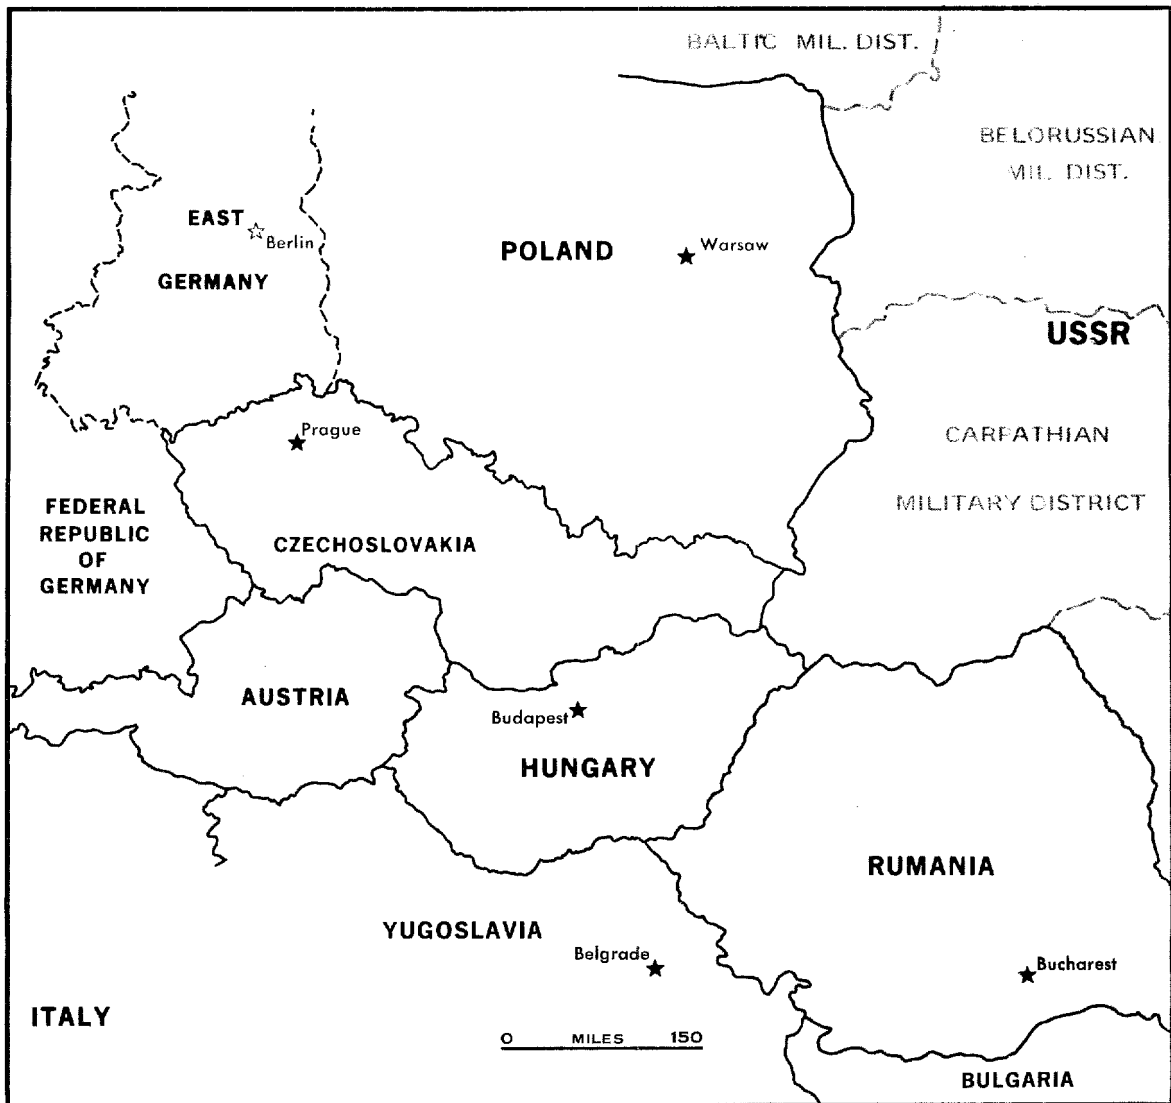 BALTIC MIL. DIST.
BELORUSSIAN
MIL. DIST.
EAST
Berlin
GERMANY
POLAND
Warsaw
USSR
Prague
CARPATHIAN
MILITARY DISTRICT
FEDERAL
REPUBLIC
OF
GERMANY
CZECHOSLOVAKIA
AUSTRIA
Budapest
HUNGARY
RUMANIA
YUGOSLAVIA
Belgrade
Bucharest
ITALY
0 MILES 150
BULGARIA